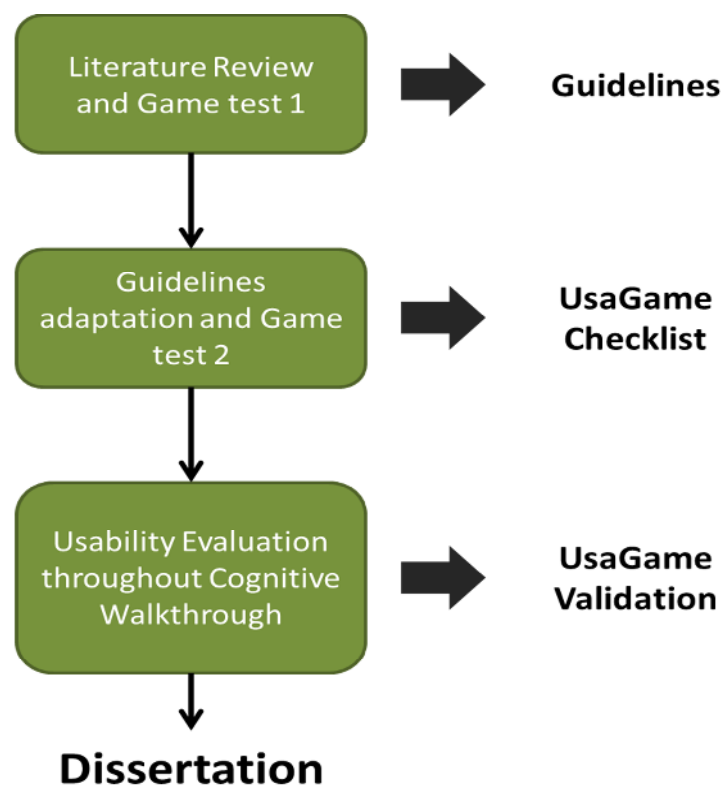 Literature Review
and Game test 1
Guidelines
Guidelines
adaptation and Game
test 2
UsaGame
Checklist
Usability Evaluation
throughout Cognitive
Walkthrough
UsaGame
Validation
Dissertation